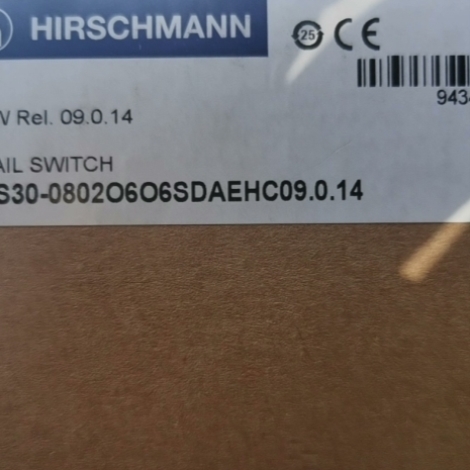 HIRSCHMANN
25
CE
943
W Rel. 09.0.14
AIL SWITCH
S30-0802O6O6SDAEHC09.0.14